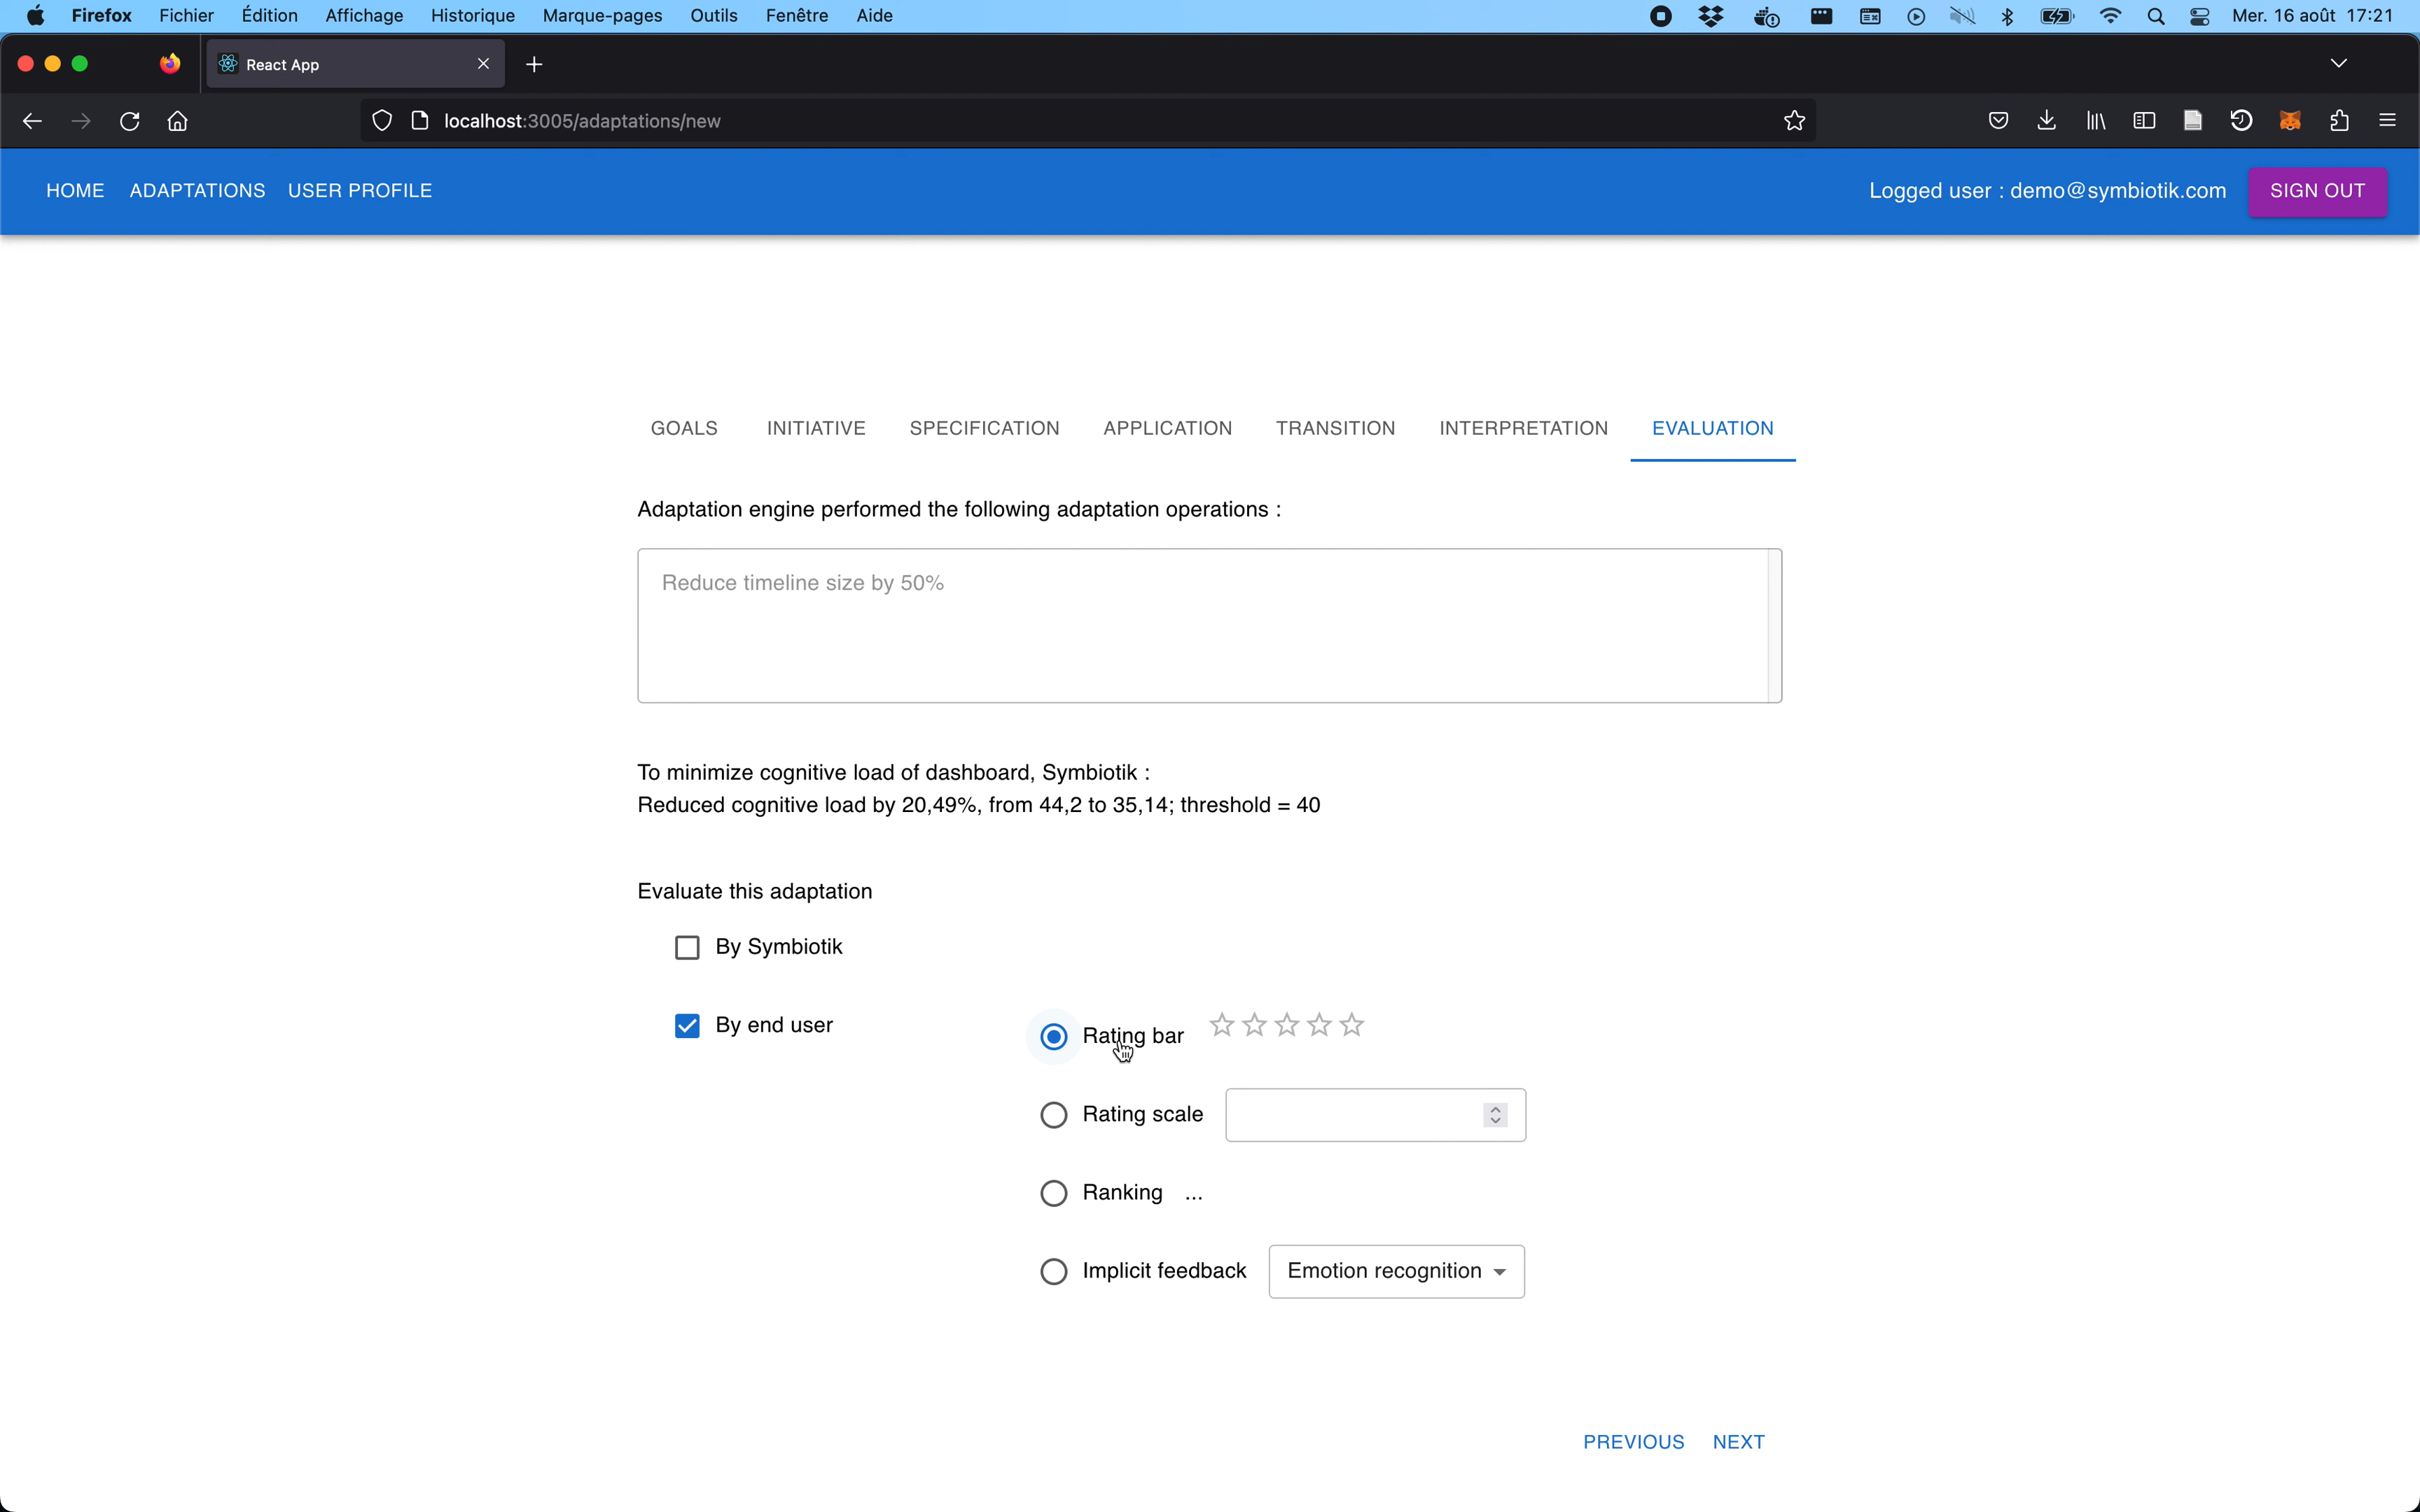 Firefox Fichier Édition Affichage Historique Marque-pages Outils Fenêtre Aide Mer. 16 août 17:21
React App
localhost:3005/adaptations/new
HOME ADAPTATIONS USER PROFILE Logged user : demo@symbiotik.com SIGN OUT
GOALS INITIATIVE SPECIFICATION APPLICATION TRANSITION INTERPRETATION EVALUATION
Adaptation engine performed the following adaptation operations :
Reduce timeline size by 50%
To minimize cognitive load of dashboard, Symbiotik :
Reduced cognitive load by 20,49%, from 44,2 to 35,14; threshold = 40
Evaluate this adaptation
By Symbiotik
By end user Rating bar
Rating scale
Ranking ...
Implicit feedback Emotion recognition
PREVIOUS NEXT